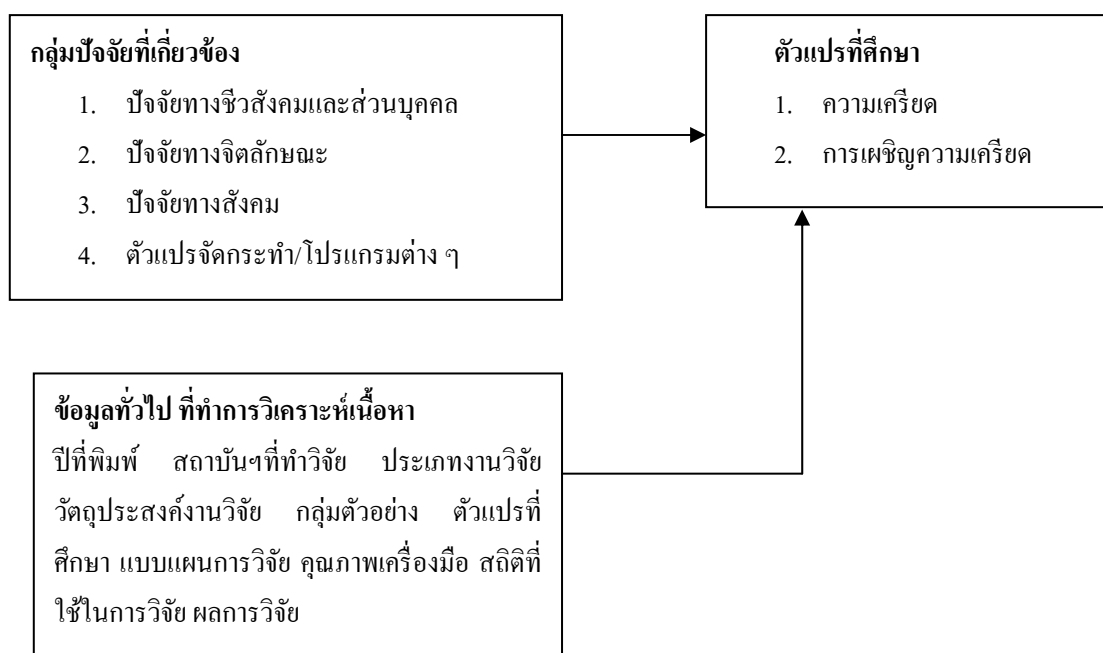 กลุ่มปัจจัยที่เกี่ยวข้อง
1. ปัจจัยทางชีวสังคมและส่วนบุคคล
2. ปัจจัยทางจิตลักษณะ
3. ปัจจัยทางสังคม
4. ตัวแปรจัดกระทำ/โปรแกรมต่าง ๆ
ตัวแปรที่ศึกษา
1. ความเครียด
2. การเผชิญความเครียด
ข้อมูลทั่วไป ที่ทำการวิเคราะห์เนื้อหา
ปีที่พิมพ์ สถาบันฯที่ทำวิจัย ประเภทงานวิจัย
วัตถุประสงค์งานวิจัย กลุ่มตัวอย่าง ตัวแปรที่
ศึกษา แบบแผนการวิจัย คุณภาพเครื่องมือ สถิติที่
ใช้ในการวิจัย ผลการวิจัย